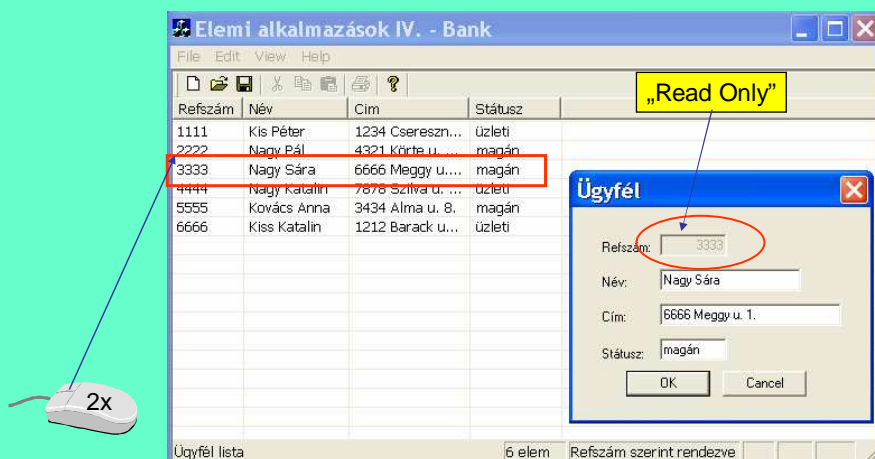 Elemi alkalmazások IV. - Bank
File Edit View Help
Refszám Név Cim Státusz
1111 Kis Péter 1234 Csereszn... üzleti
2222 Nagy Pál 4321 Körte u. ... magán
3333 Nagy Sára 6666 Meggy u.... magán
4444 Nagy Katalin 7878 Szilva u. ... üzleti
5555 Kovács Anna 3434 Alma u. 8. magán
6666 Kiss Katalin 1212 Barack u... üzleti
„Read Only”
Ügyfél
Refszám: 3333
Név: Nagy Sára
Cím: 6666 Meggy u. 1.
Státusz: magán
OK Cancel
2x
Ügyfél lista 6 elem Refszám szerint rendezve